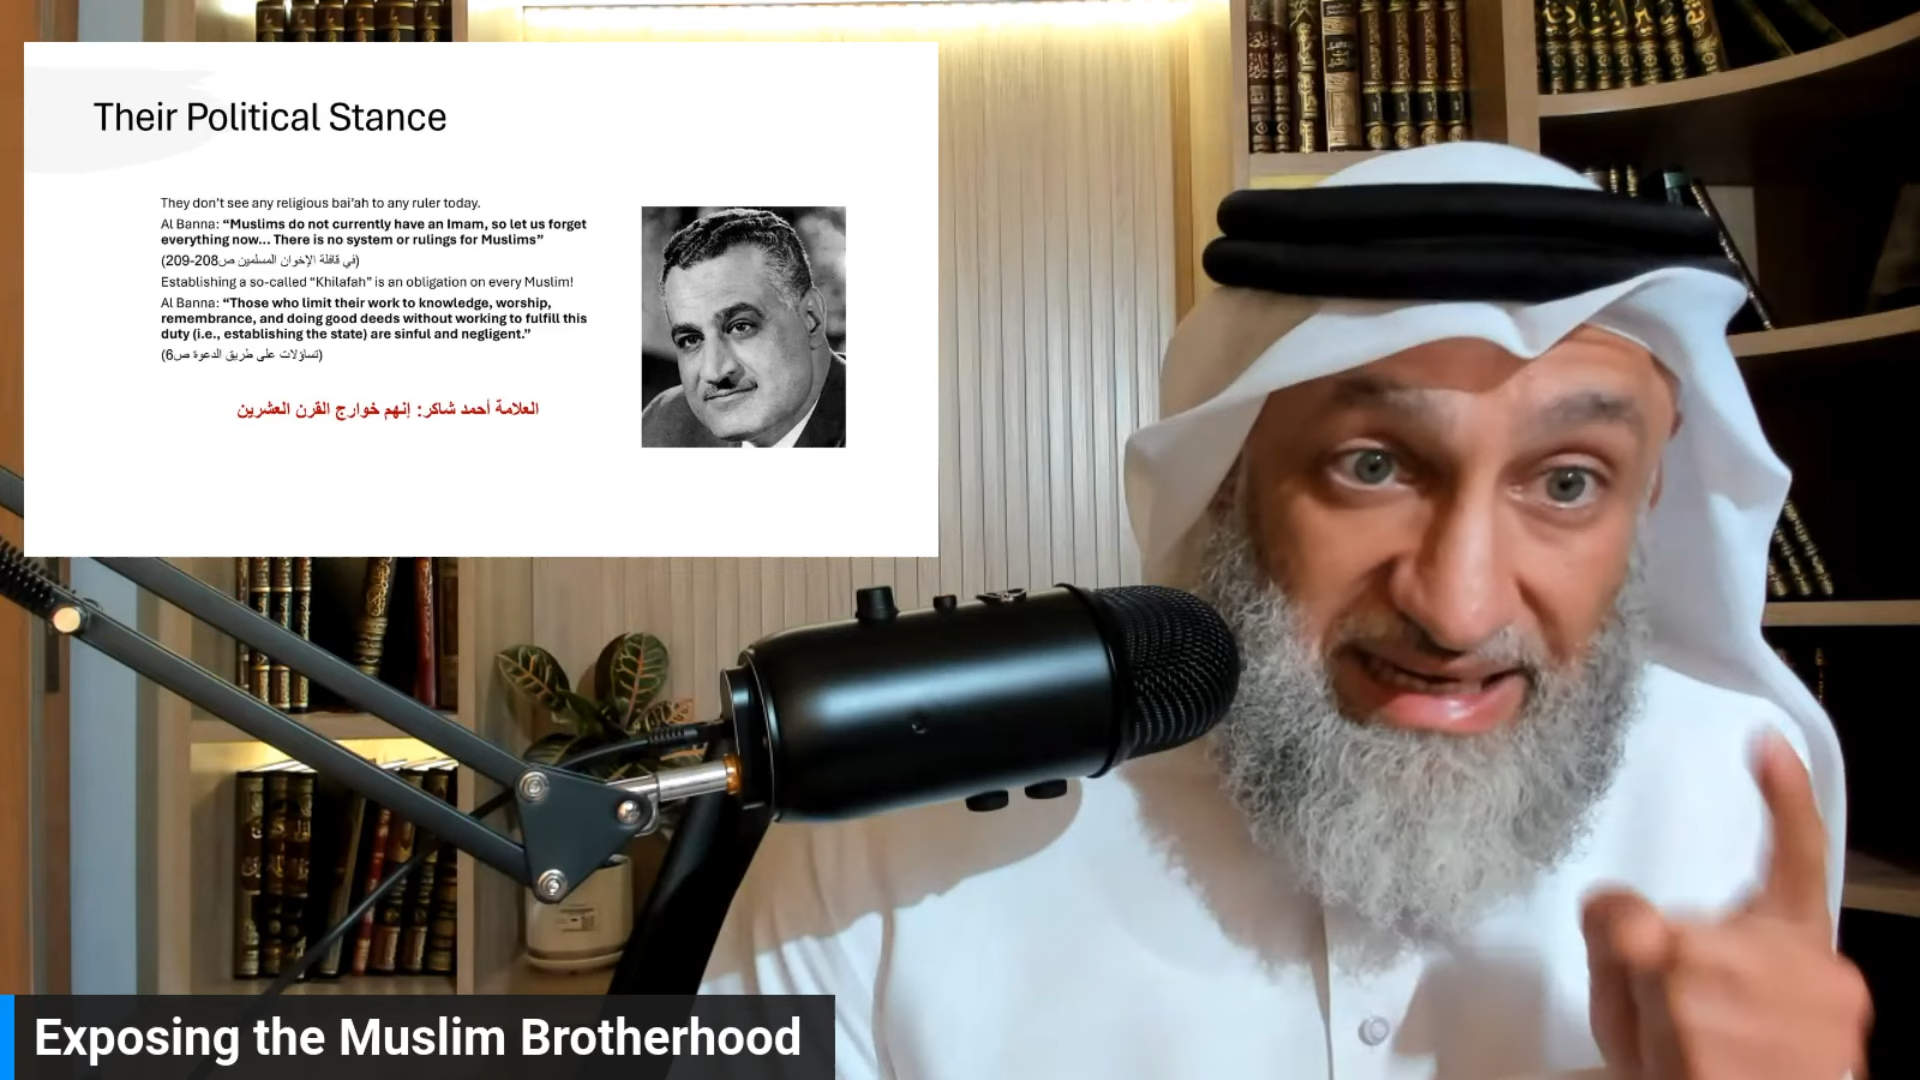 Their Political Stance
They don't see any religious bai'ah to any ruler today.
Al Banna: “Muslims do not currently have an Imam, so let us forget
everything now... There is no system or rulings for Muslims”
(في قافلة الإخوان المسلمين ص208-209)
Establishing a so-called “Khilafah” is an obligation on every Muslim!
Al Banna: “Those who limit their work to knowledge, worship,
remembrance, and doing good deeds without working to fulfill this
duty (i.e., establishing the state) are sinful and negligent.”
(تساؤلات على طريق الدعوة ص6)
العلامة أحمد شاكر: إنهم خوارج القرن العشرين
Exposing the Muslim Brotherhood